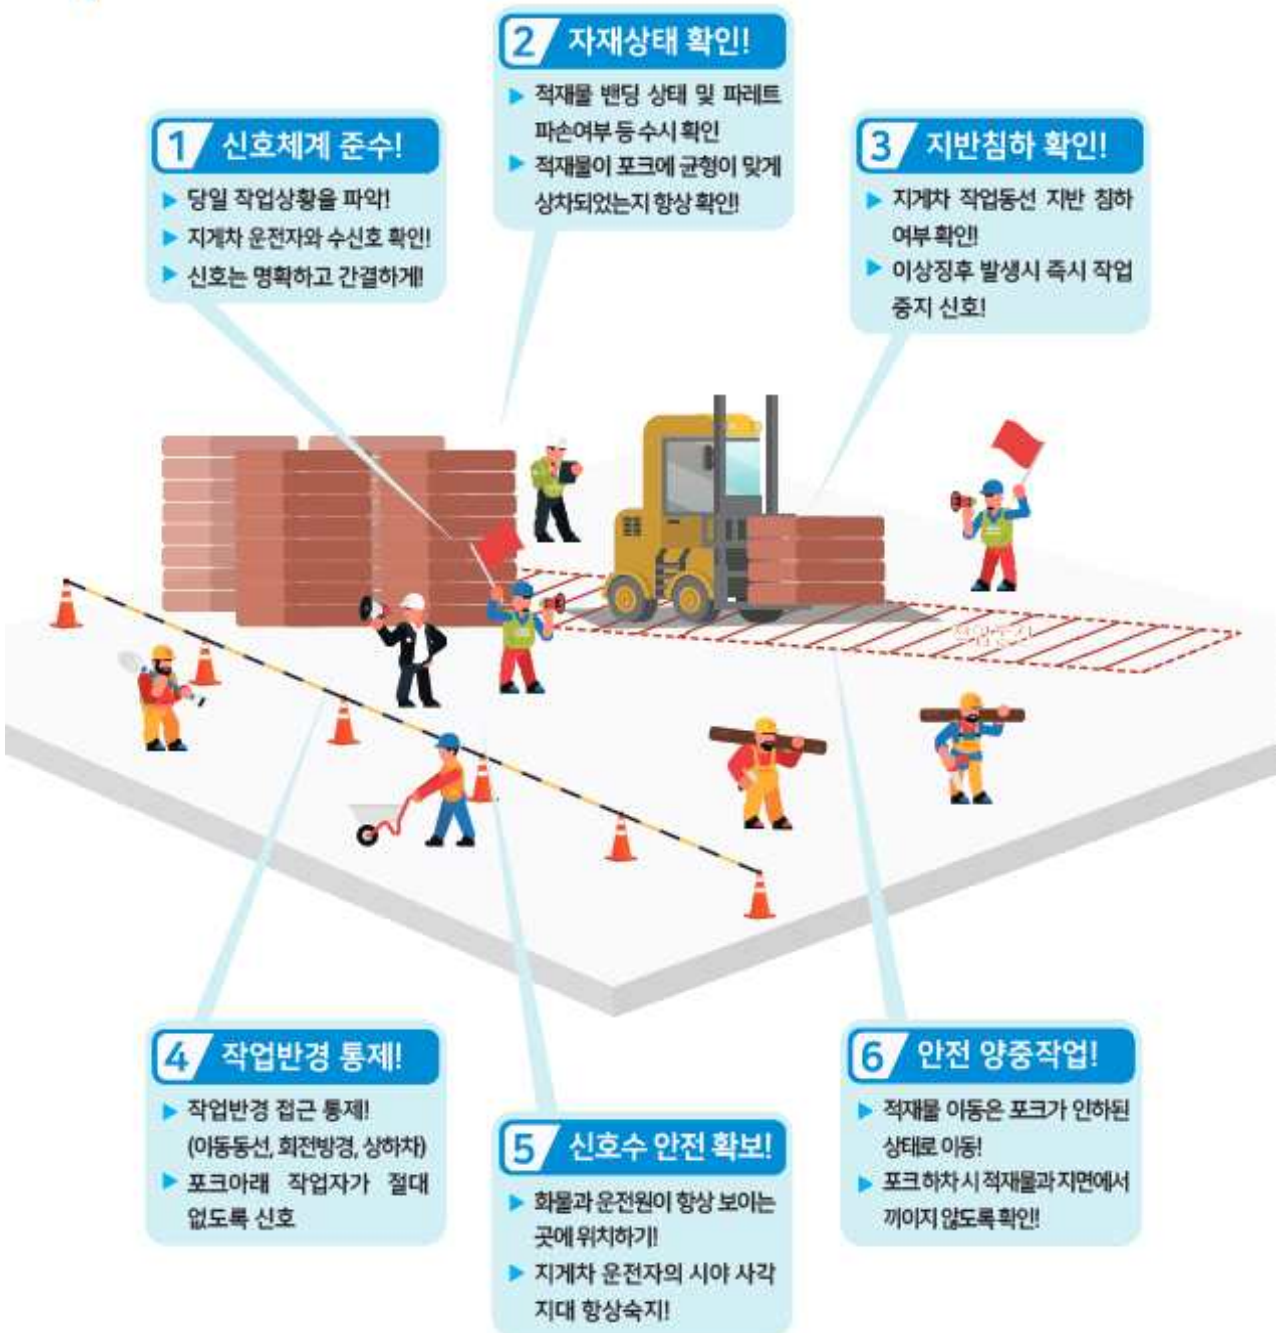 1 신호체계 준수!
▶ 당일 작업상황을 파악!
▶ 지게차 운전자와 수신호 확인!
▶ 신호는 명확하고 간결하게!
2 자재상태 확인!
▶ 적재물 밴딩 상태 및 파레트
파손여부 등 수시 확인
▶ 적재물이 포크에 균형이 맞게
상차되었는지 항상 확인!
3 지반침하 확인!
▶ 지게차 작업동선 지반 침하
여부 확인!
▶ 이상징후 발생시 즉시 작업
중지 신호!
4 작업반경 통제!
▶ 작업반경 접근 통제!
(이동동선, 회전방경, 상하차)
▶ 포크아래 작업자가 절대
없도록 신호
5 신호수 안전 확보!
▶ 화물과 운전원이 항상 보이는
곳에 위치하기!
▶ 지게차 운전자의 시야 사각
지대 항상숙지!
6 안전 양중작업!
▶ 적재물 이동은 포크가 인하된
상태로 이동!
▶ 포크 하차 시 적재물과 지면에서
끼이지 않도록 확인!